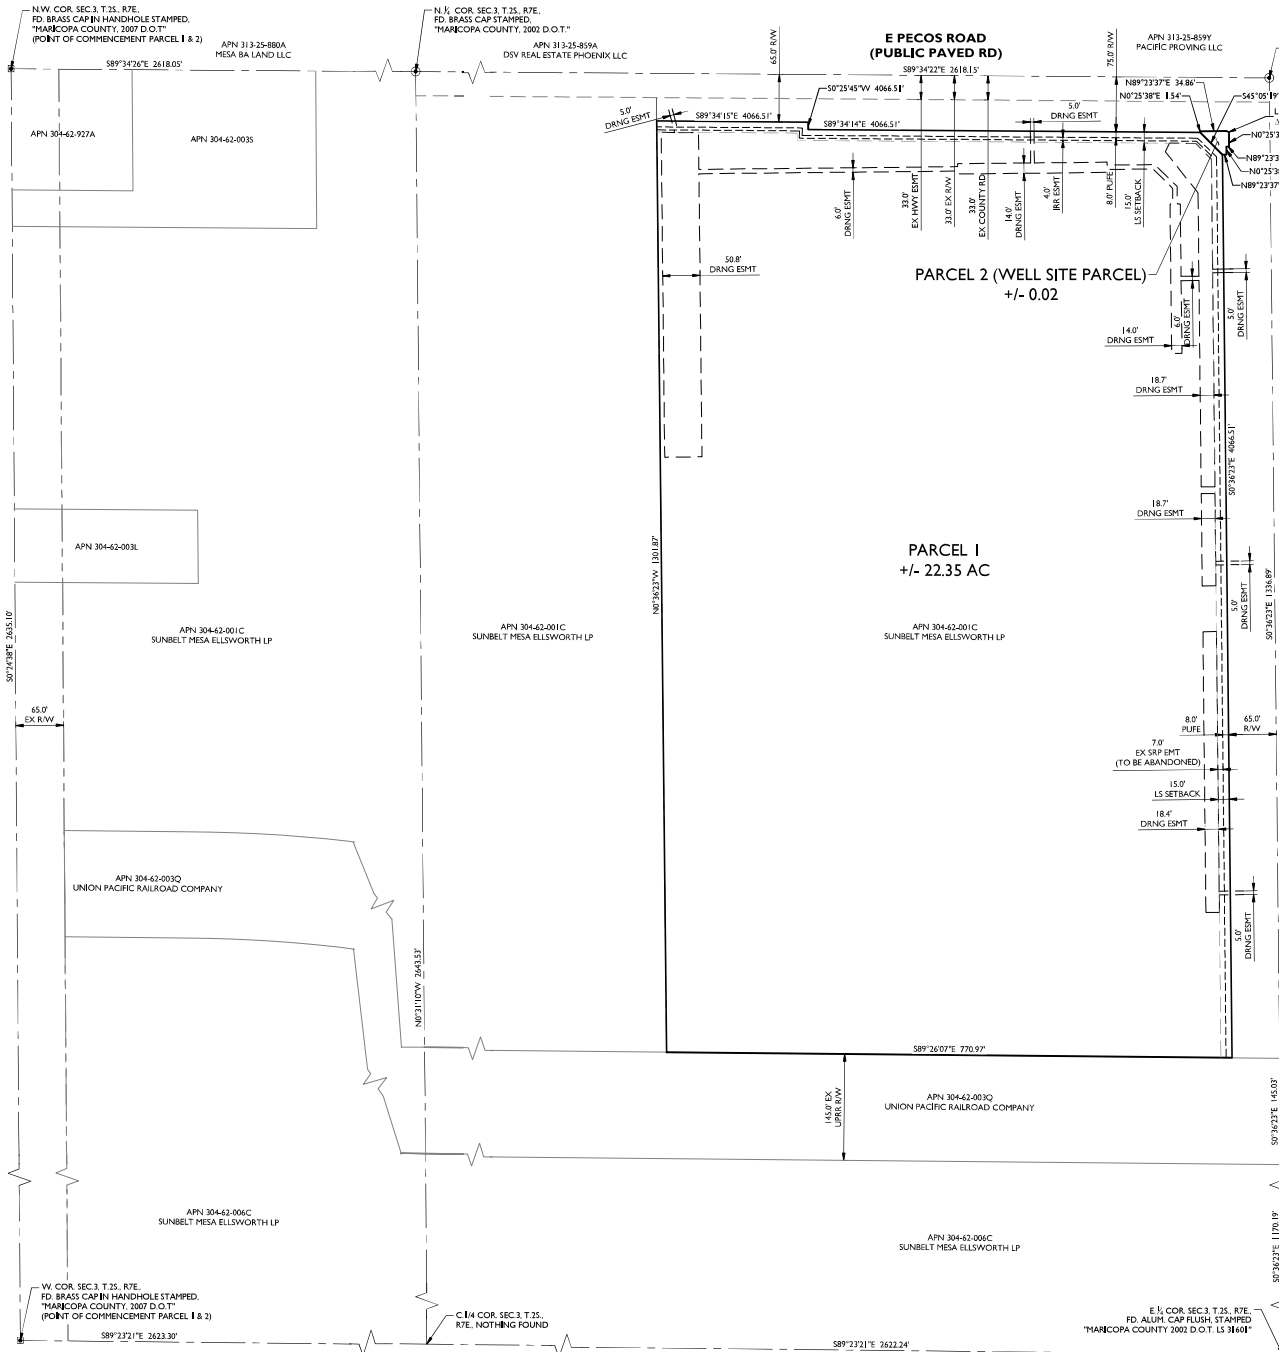 N.W. COR. SEC.3, T.2S., R7E.,
FD. BRASS CAP IN HANDHOLE STAMPED,
"MARICOPA COUNTY, 2007 D.O.T"
(POINT OF COMMENCEMENT PARCEL 1 & 2)
N.¼ COR. SEC.3, T.2S., R7E.,
FD. BRASS CAP STAMPED,
"MARICOPA COUNTY, 2002 D.O.T."
APN 313-25-880A
MESA BA LAND LLC
APN 313-25-859A
DSV REAL ESTATE PHOENIX LLC
E PECOS ROAD
(PUBLIC PAVED RD)
APN 313-25-859Y
PACIFIC PROVING LLC
S89°34'26"E 2618.05'
S89°34'22"E 2618.15'
65.0' R/W
75.0' R/W
N89°23'37"E 34.86'
N0°25'38"E 1.54'
S45°05'19"
S0°25'45"W 4066.51'
5.0'
DRNG ESMT
S89°34'15"E 4066.51'
S89°34'14"E 4066.51'
5.0'
DRNG ESMT
N0°25'3
N89°23'3
N0°25'3
N89°23'37"
APN 304-62-927A
APN 304-62-003S
6.0'
DRNG ESMT
33.0'
EX HWY ESMT
33.0' EX R/W
33.0'
EX COUNTY RD
14.0'
DRNG ESMT
4.0'
IRR ESMT
8.0' PUFE
15.0'
LS SETBACK
50.8'
DRNG ESMT
PARCEL 2 (WELL SITE PARCEL)
+/- 0.02
6.0'
DRNG ESMT
5.0'
DRNG ESMT
14.0'
DRNG ESMT
18.7'
DRNG ESMT
S0°36'23"E 4066.51'
18.7'
DRNG ESMT
APN 304-62-003L
PARCEL 1
+/- 22.35 AC
N0°36'23"W 1301.87'
5.0'
DRNG ESMT
S0°36'23"E 1336.89'
S0°24'38"E 2635.10'
APN 304-62-001C
SUNBELT MESA ELLSWORTH LP
APN 304-62-001C
SUNBELT MESA ELLSWORTH LP
APN 304-62-001C
SUNBELT MESA ELLSWORTH LP
65.0'
EX R/W
8.0'
PUFE
65.0'
R/W
7.0'
EX SRP EMT
(TO BE ABANDONED)
15.0'
LS SETBACK
18.4'
DRNG ESMT
APN 304-62-003Q
UNION PACIFIC RAILROAD COMPANY
5.0'
DRNG ESMT
N0°31'10"W 2643.53'
S89°26'07"E 770.97'
145.0' EX
UPRR R/W
APN 304-62-003Q
UNION PACIFIC RAILROAD COMPANY
S0°36'23"E 145.03'
APN 304-62-006C
SUNBELT MESA ELLSWORTH LP
APN 304-62-006C
SUNBELT MESA ELLSWORTH LP
S0°36'23"E 1170.19'
W. COR. SEC.3, T.2S., R7E.,
FD. BRASS CAP IN HANDHOLE STAMPED,
"MARICOPA COUNTY, 2007 D.O.T"
(POINT OF COMMENCEMENT PARCEL 1 & 2)
C.1/4 COR. SEC.3, T.2S.,
R7E., NOTHING FOUND
E.¼ COR. SEC.3, T.2S., R7E.,
FD. ALUM. CAP FLUSH, STAMPED
"MARICOPA COUNTY 2002 D.O.T. LS 31601"
S89°23'21"E 2623.30'
S89°23'21"E 2622.24'